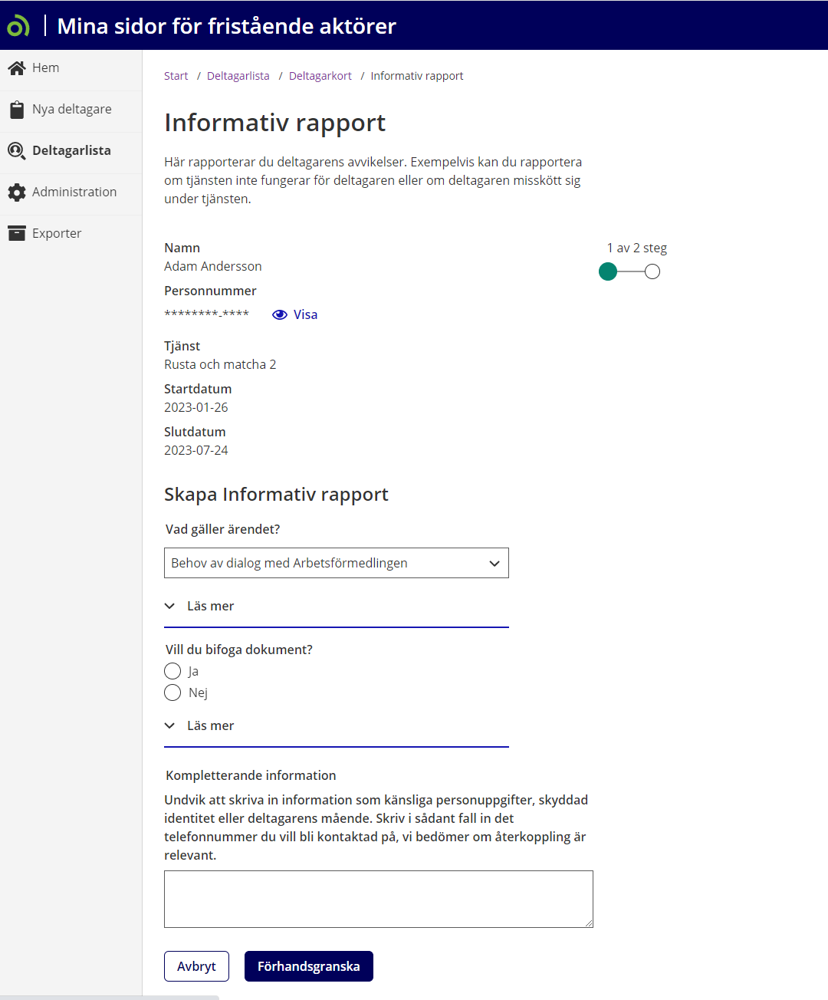 Mina sidor för fristående aktörer
Hem
Nya deltagare
Deltagarlista
Administration
Exporter
Start / Deltagarlista / Deltagarkort / Informativ rapport
Informativ rapport
Här rapporterar du deltagarens avvikelser. Exempelvis kan du rapportera
om tjänsten inte fungerar för deltagaren eller om deltagaren misskött sig
under tjänsten.
Namn
Adam Andersson
1 av 2 steg
Personnummer
********-**** Visa
Tjänst
Rusta och matcha 2
Startdatum
2023-01-26
Slutdatum
2023-07-24
Skapa Informativ rapport
Vad gäller ärendet?
Behov av dialog med Arbetsförmedlingen
Läs mer
Vill du bifoga dokument?
Ja
Nej
Läs mer
Kompletterande information
Undvik att skriva in information som känsliga personuppgifter, skyddad
identitet eller deltagarens mående. Skriv i sådant fall in det
telefonnummer du vill bli kontaktad på, vi bedömer om återkoppling är
relevant.
Avbryt Förhandsgranska